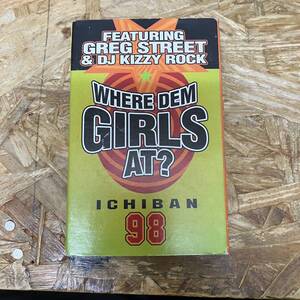 FEATURING
GREG STREET
& DJ KIZZY ROCK
WHERE DEM
GIRLS
AT?
ICHIBAN
98